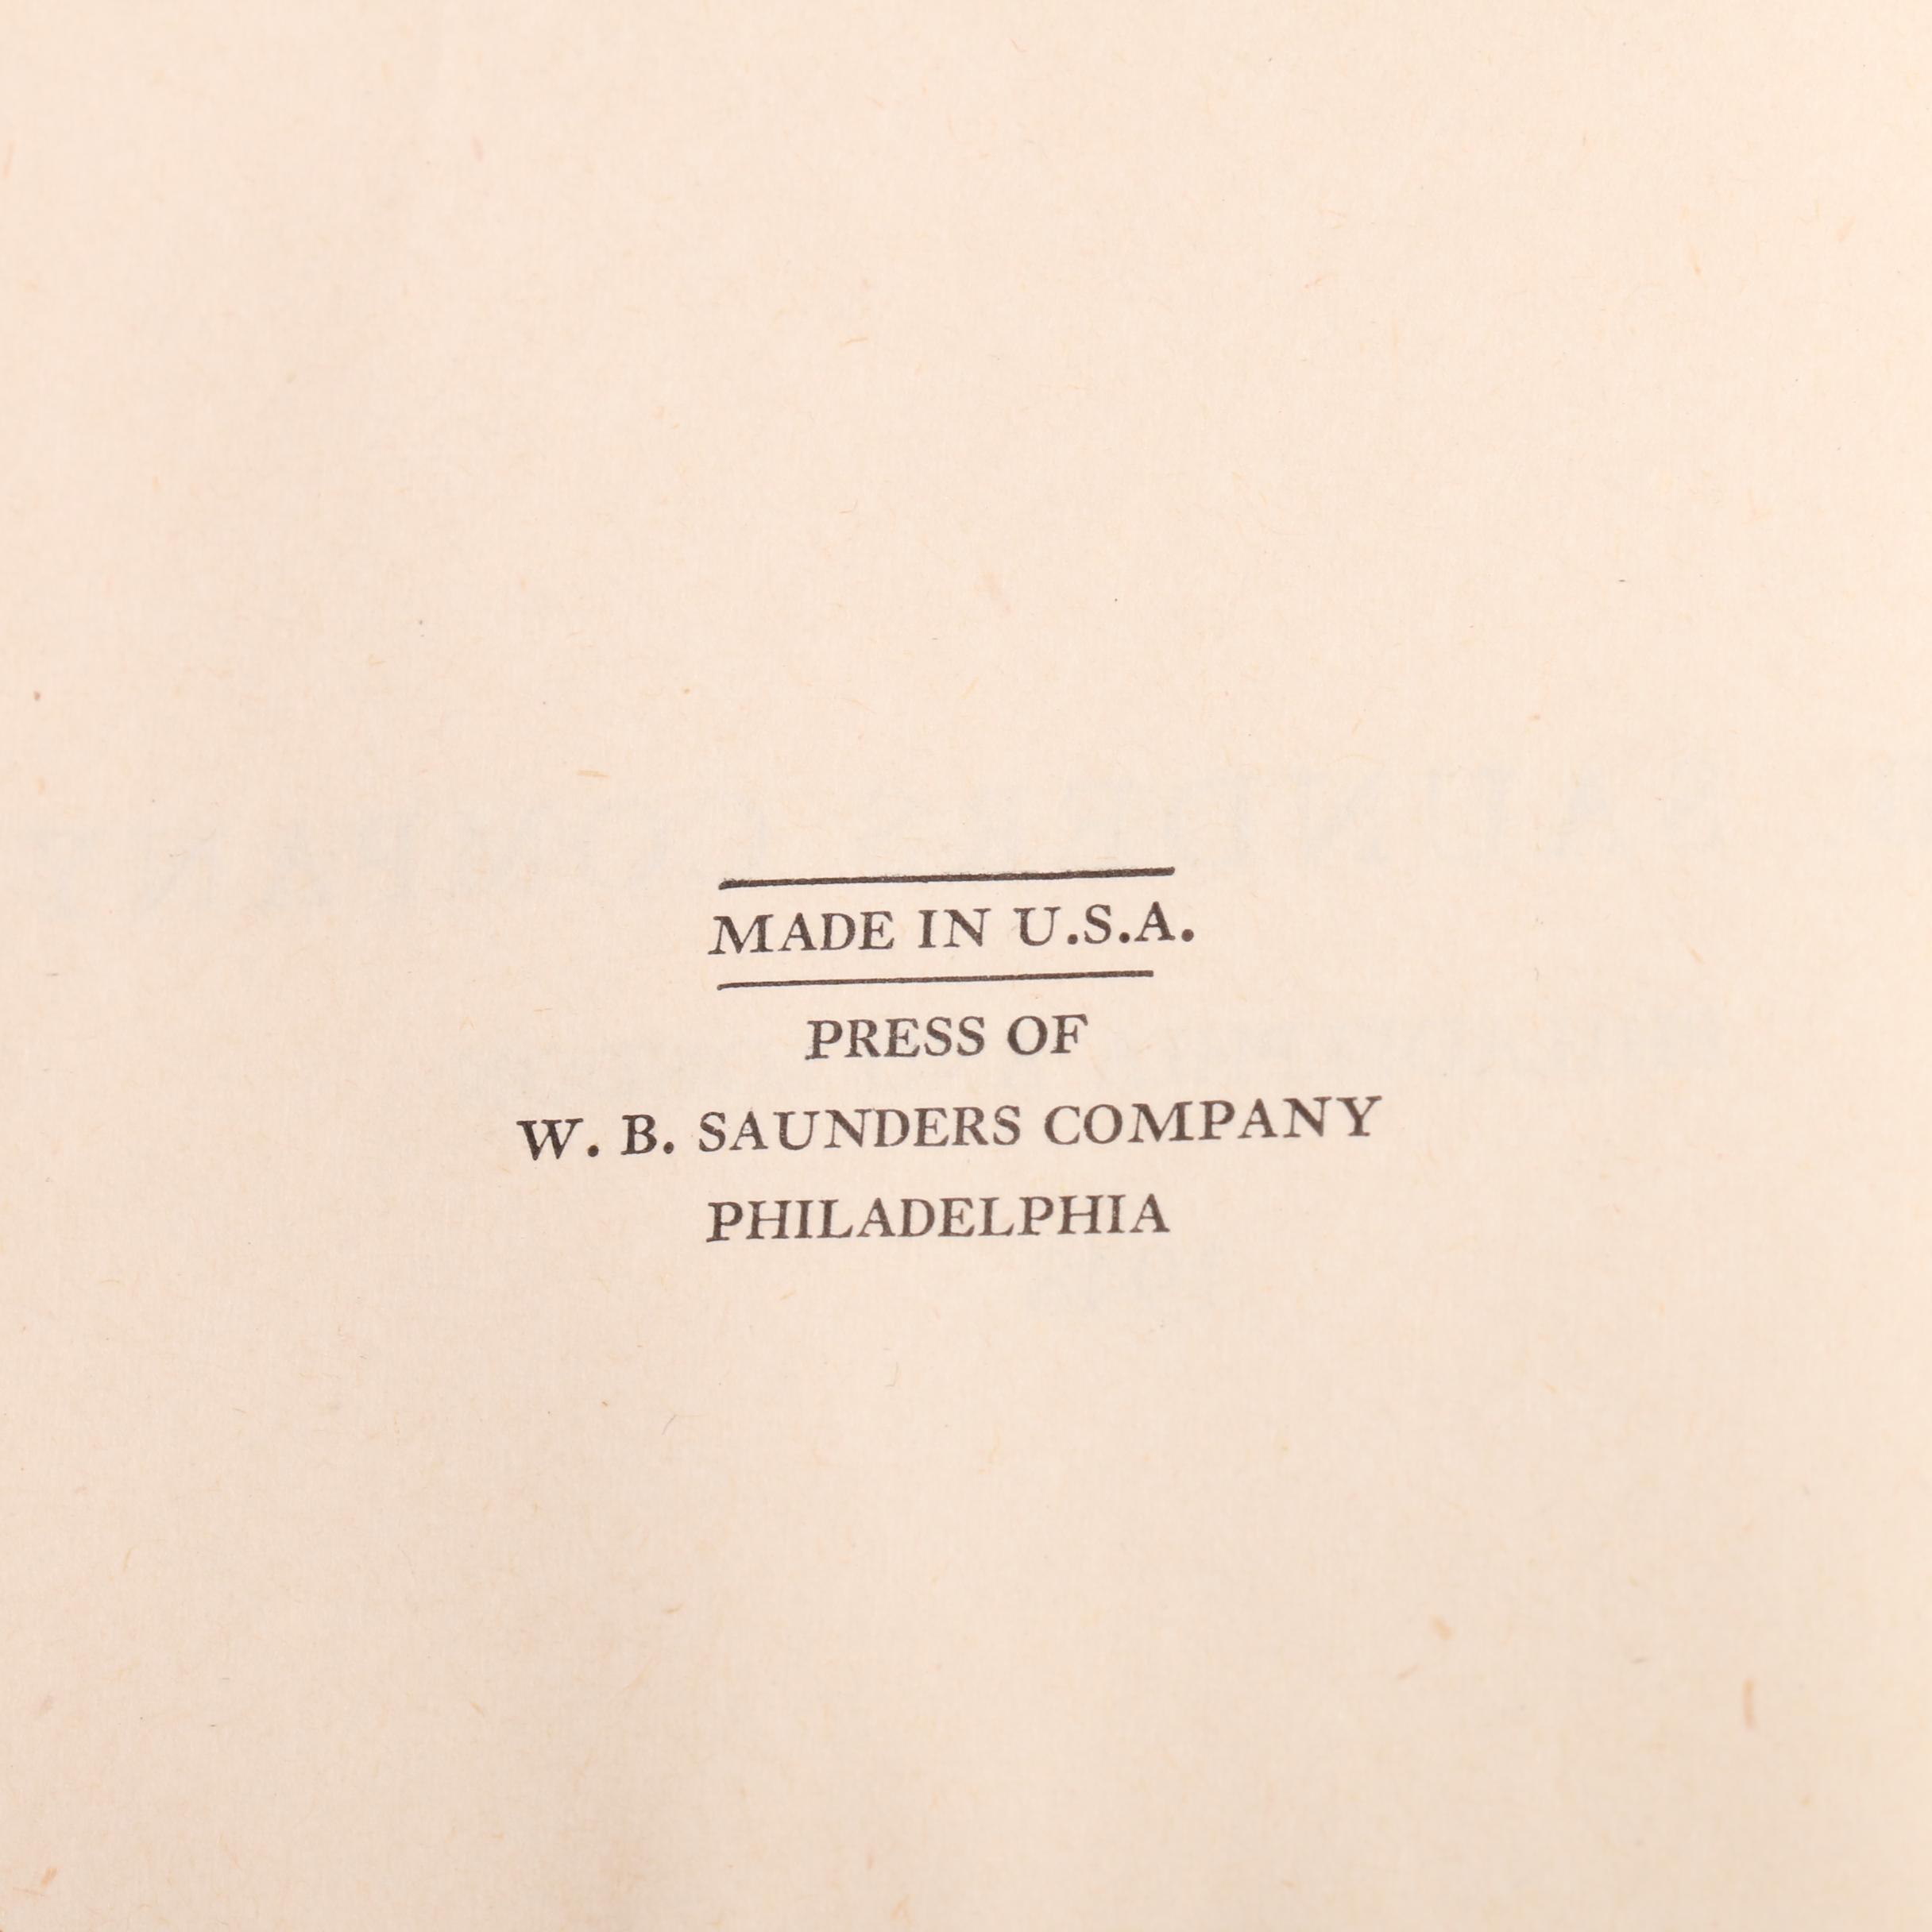 MADE IN U.S.A.
PRESS OF
W. B. SAUNDERS COMPANY
PHILADELPHIA